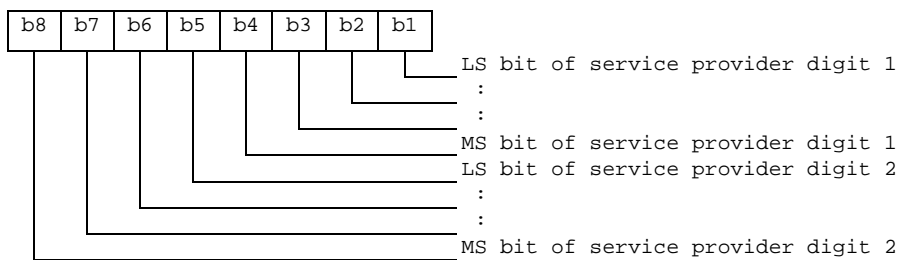 b8 b7 b6 b5 b4 b3 b2 b1
LS bit of service provider digit 1
:
:
MS bit of service provider digit 1
LS bit of service provider digit 2
:
:
MS bit of service provider digit 2